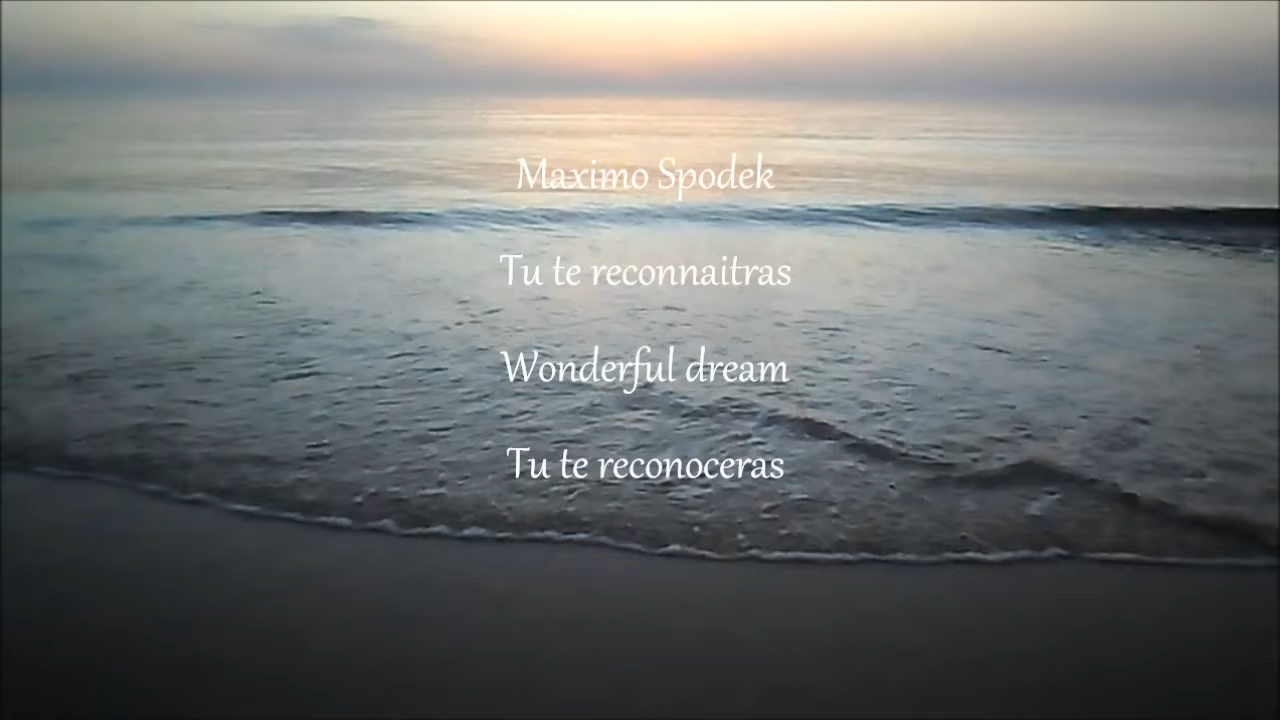 Maximo Spodek
Tu te reconnaitras
Wonderful dream
Tu te reconoceras